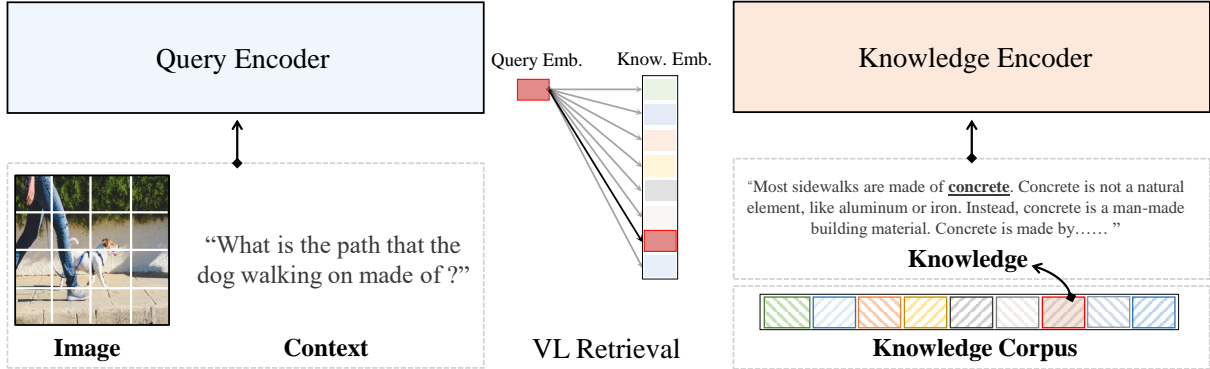 Query Encoder
“What is the path that the
dog walking on made of ?”
Image
Context
Query Emb.
Know. Emb.
VL Retrieval
Knowledge Encoder
“Most sidewalks are made of concrete. Concrete is not a natural
element, like aluminum or iron. Instead, concrete is a man-made
building material. Concrete is made by…… ”
Knowledge
Knowledge Corpus